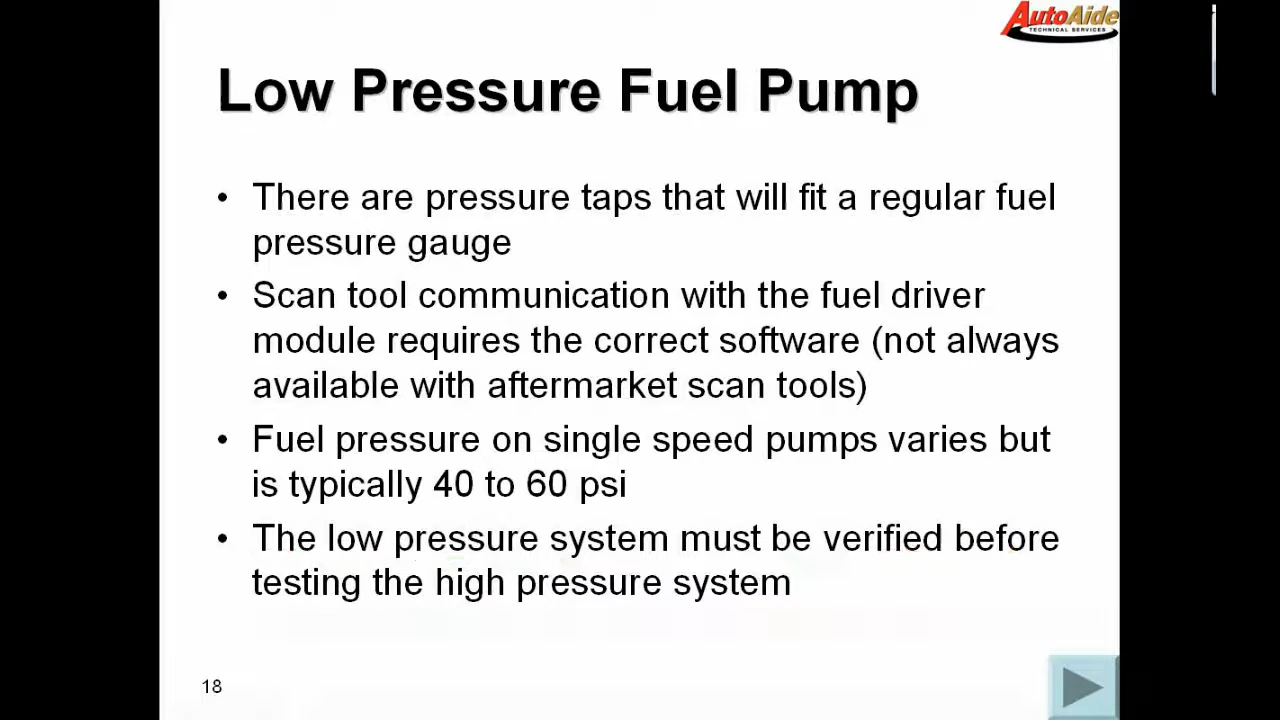 AutoAide
TECHNICAL SERVICES
Low Pressure Fuel Pump
• There are pressure taps that will fit a regular fuel
pressure gauge
• Scan tool communication with the fuel driver
module requires the correct software (not always
available with aftermarket scan tools)
• Fuel pressure on single speed pumps varies but
is typically 40 to 60 psi
• The low pressure system must be verified before
testing the high pressure system
18